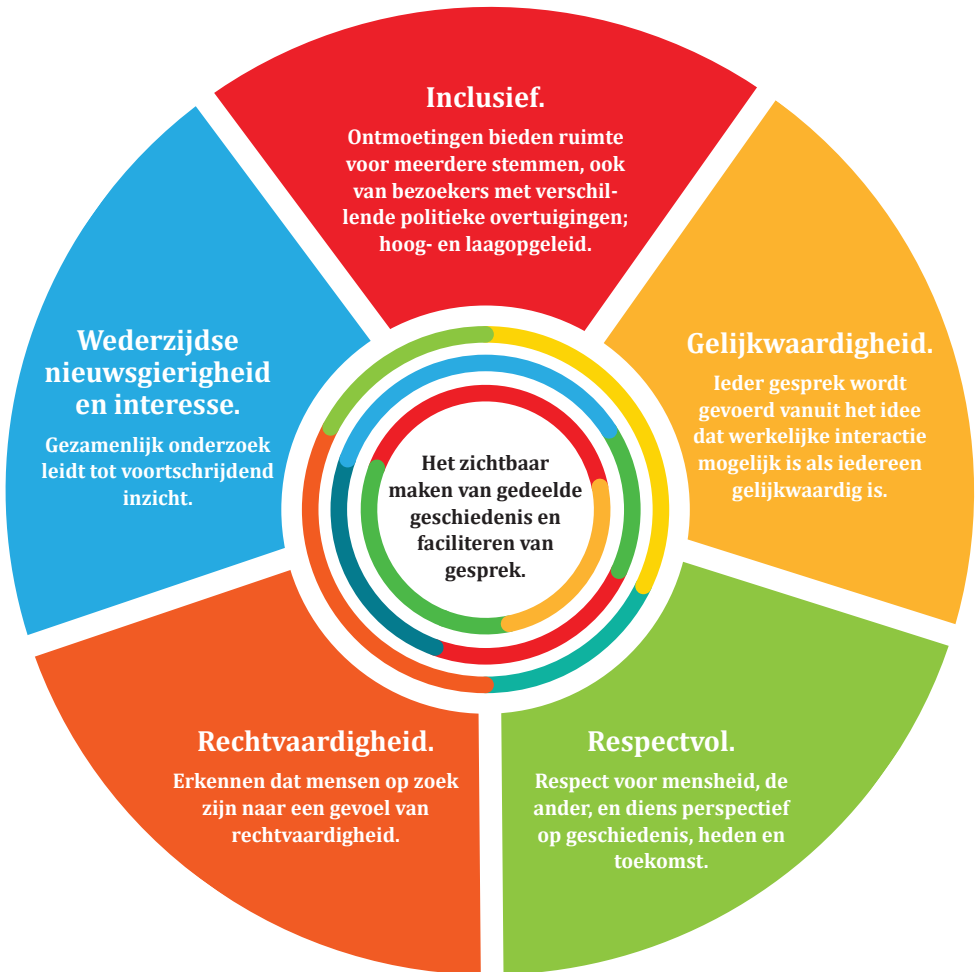 Inclusief.
Ontmoetingen bieden ruimte
voor meerdere stemmen, ook
van bezoekers met verschil-
lende politieke overtuigingen;
hoog- en laagopgeleid.
Gelijkwaardigheid.
Ieder gesprek wordt
gevoerd vanuit het idee
dat werkelijke interactie
mogelijk is als iedereen
gelijkwaardig is.
Respectvol.
Respect voor mensheid, de
ander, en diens perspectief
op geschiedenis, heden en
toekomst.
Rechtvaardigheid.
Erkennen dat mensen op zoek
zijn naar een gevoel van
rechtvaardigheid.
Wederzijdse
nieuwsgierigheid
en interesse.
Gezamenlijk onderzoek
leidt tot voortschrijdend
inzicht.
Het zichtbaar
maken van gedeelde
geschiedenis en
faciliteren van
gesprek.